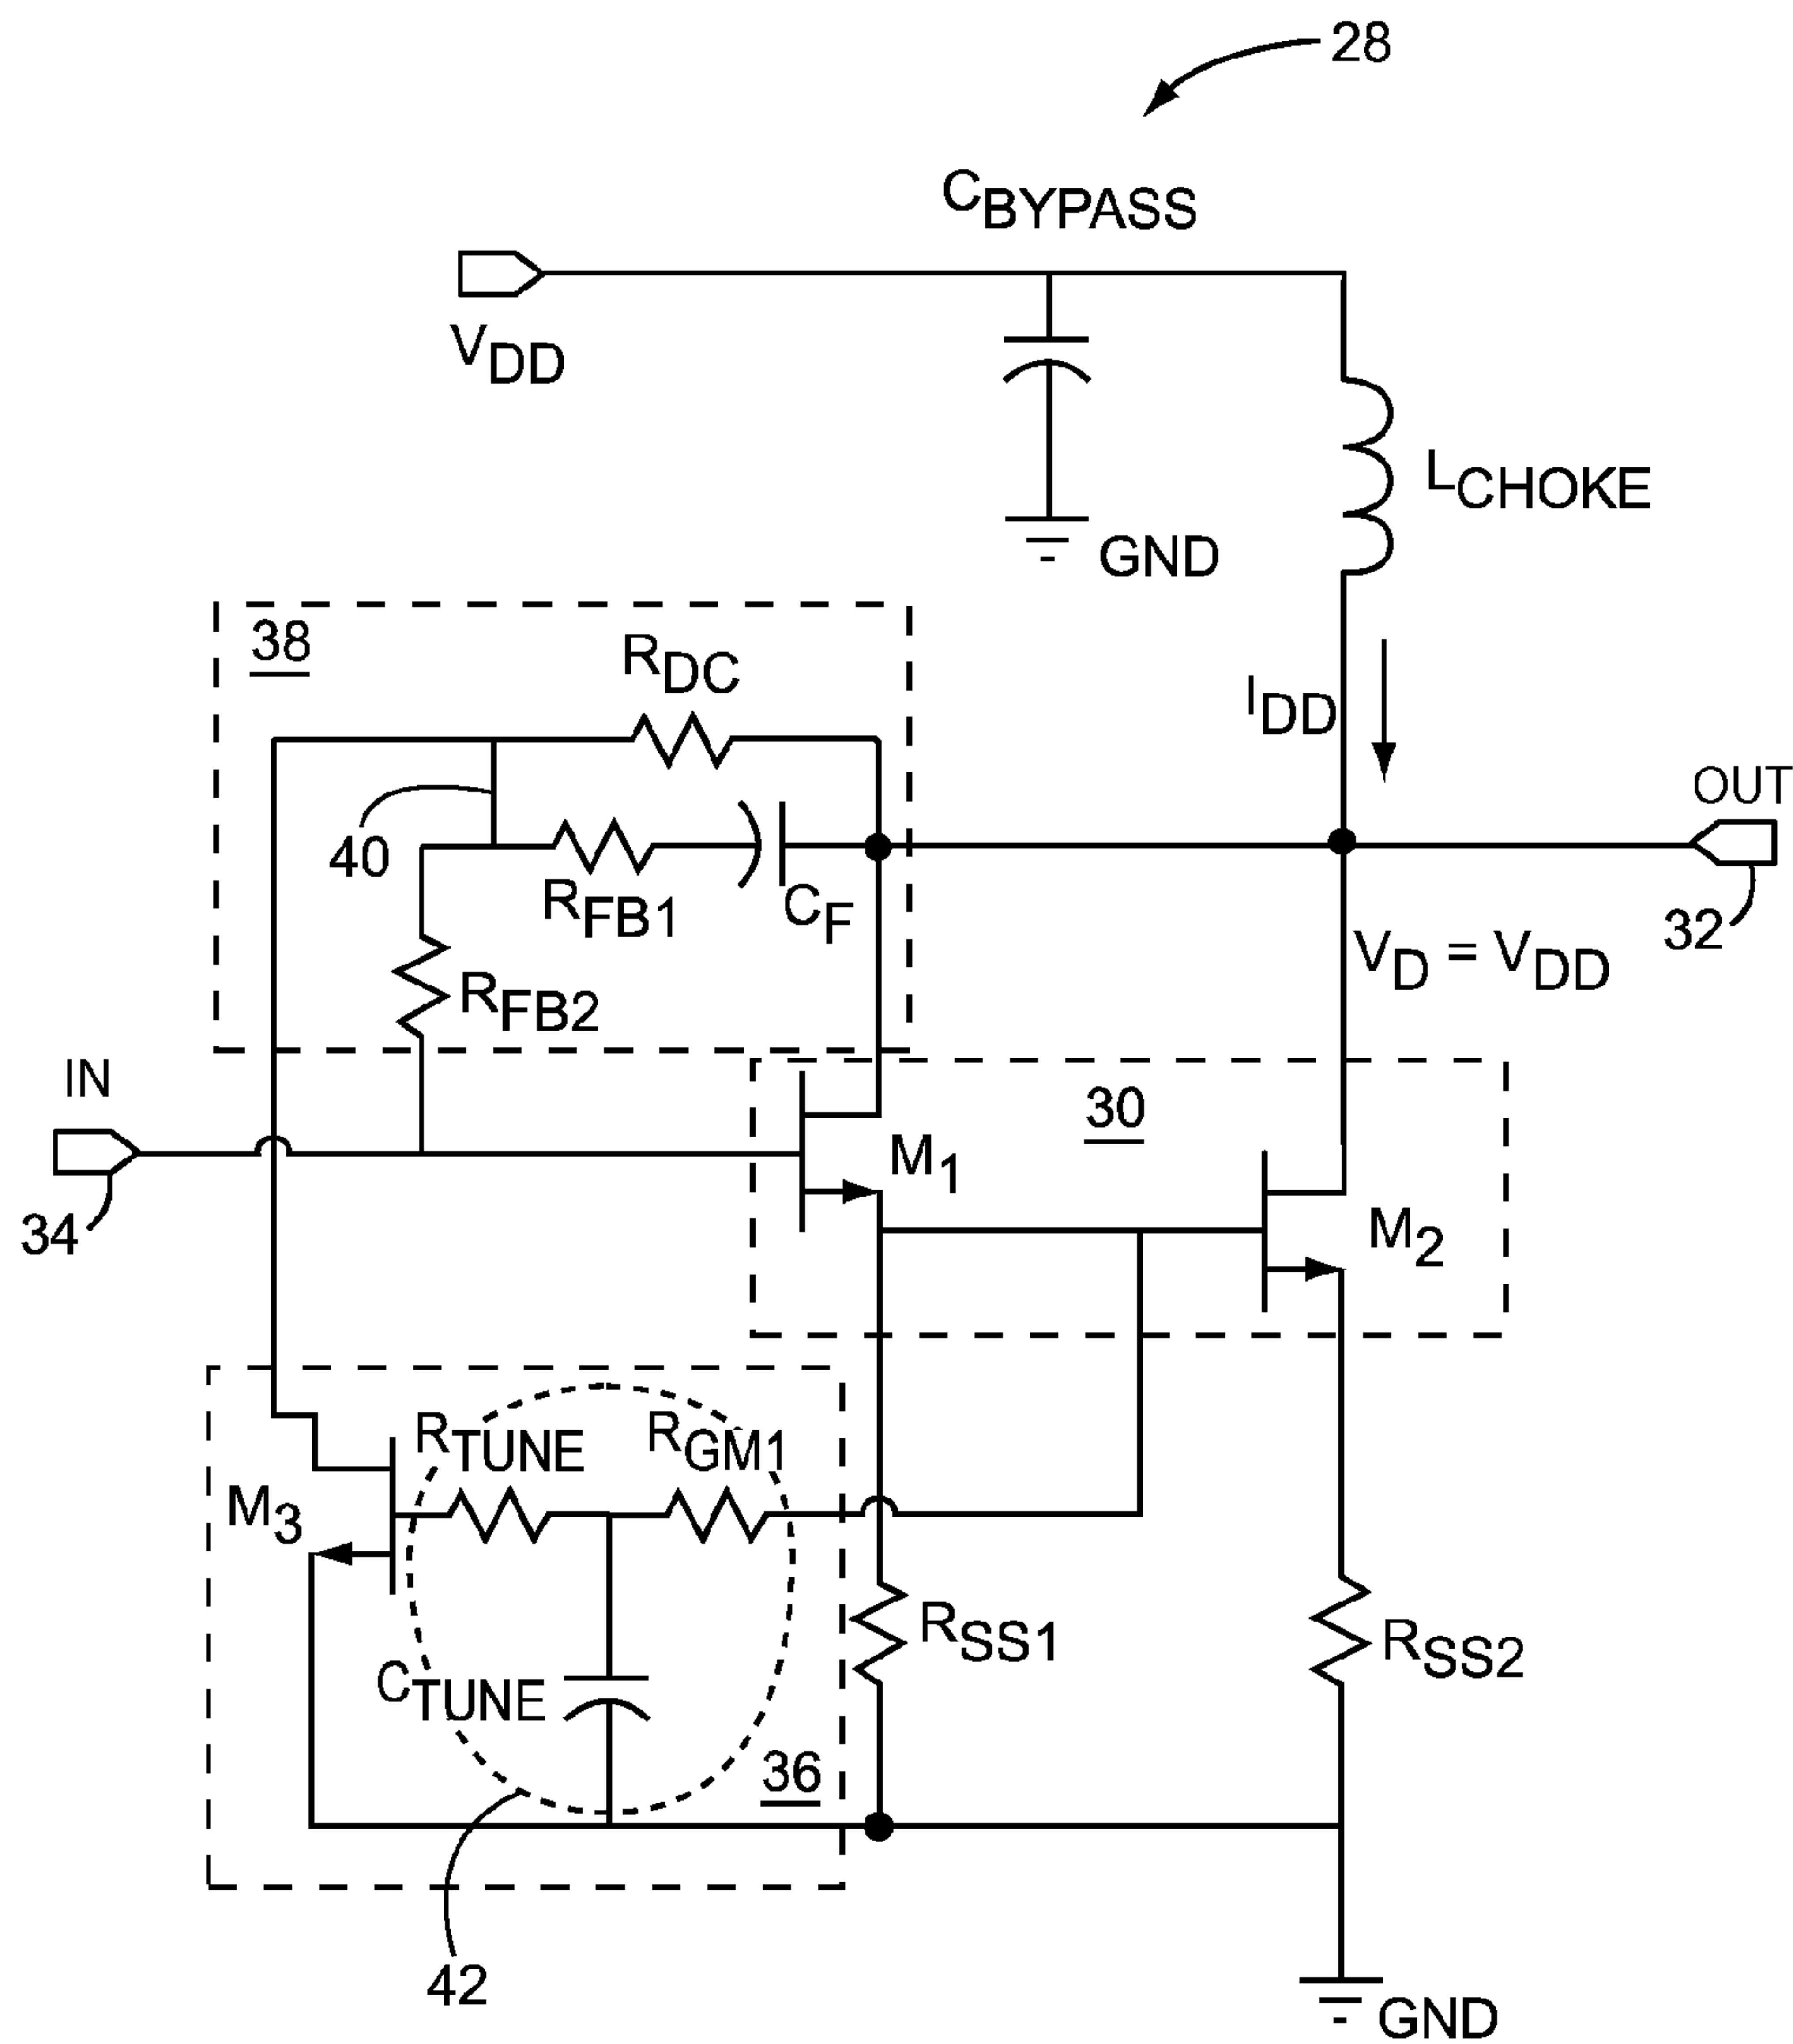 28
CBYPASS
VDD
LCHOKE
GND
38
RDC
IDD
OUT
40
RFB1
CF
32
VD = VDD
RFB2
IN
30
M1
34
M2
RTUNE
RGM1
M3
RSS1
RSS2
CTUNE
36
42
GND